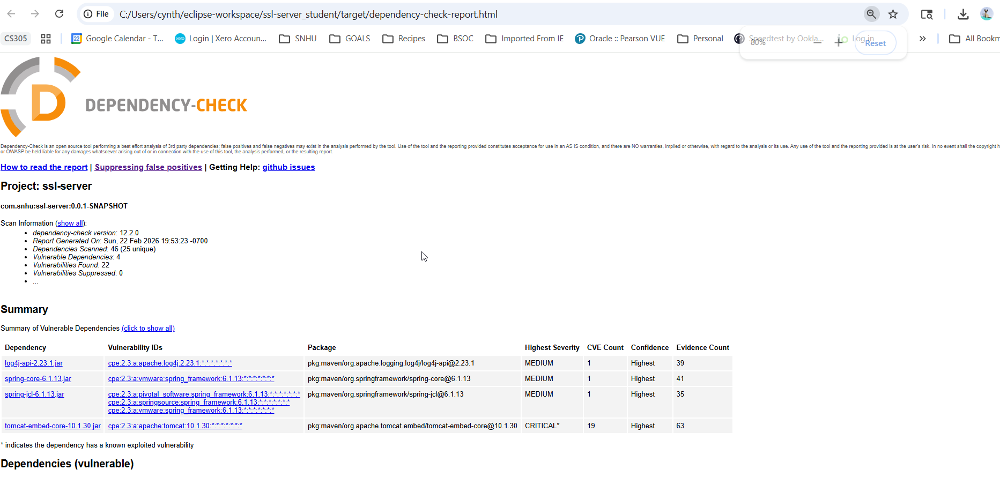 File C:/Users/cynth/eclipse-workspace/ssl-server_student/target/dependency-check-report.html
CS305 Google Calendar - T... Login | Xero Accoun... SNHU GOALS Recipes BSOC Imported From IE Oracle :: Pearson VUE Personal Speedtest by Ookla... Log in » All Bookm
80% Reset
DEPENDENCY-CHECK
Dependency-Check is an open source tool performing a best effort analysis of 3rd party dependencies; false positives and false negatives may exist in the analysis performed by the tool. Use of the tool and the reporting provided constitutes acceptance for use in an AS IS condition, and there are NO warranties, implied or otherwise, with regard to the analysis or its use. Any use of the tool and the reporting provided is at the user's risk. In no event shall the copyright h
or OWASP be held liable for any damages whatsoever arising out of or in connection with the use of this tool, the analysis performed, or the resulting report.
How to read the report | Suppressing false positives | Getting Help: github issues
Project: ssl-server
com.snhu:ssl-server:0.0.1-SNAPSHOT
Scan Information (show all):
• dependency-check version: 12.2.0
• Report Generated On: Sun, 22 Feb 2026 19:53:23 -0700
• Dependencies Scanned: 46 (25 unique)
• Vulnerable Dependencies: 4
• Vulnerabilities Found: 22
• Vulnerabilities Suppressed: 0
• ...
Summary
Summary of Vulnerable Dependencies (click to show all)
Dependency Vulnerability IDs Package Highest Severity CVE Count Confidence Evidence Count
log4j-api-2.23.1.jar cpe:2.3:a:apache:log4j:2.23.1:*:*:*:*:*:*:* pkg:maven/org.apache.logging.log4j/log4j-api@2.23.1 MEDIUM 1 Highest 39
spring-core-6.1.13.jar cpe:2.3:a:vmware:spring_framework:6.1.13:*:*:*:*:*:*:* pkg:maven/org.springframework/spring-core@6.1.13 MEDIUM 1 Highest 41
spring-jcl-6.1.13.jar cpe:2.3:a:pivotal_software:spring_framework:6.1.13:*:*:*:*:*:*:* pkg:maven/org.springframework/spring-jcl@6.1.13 MEDIUM 1 Highest 35
cpe:2.3:a:springsource:spring_framework:6.1.13:*:*:*:*:*:*:*
cpe:2.3:a:vmware:spring_framework:6.1.13:*:*:*:*:*:*:*
tomcat-embed-core-10.1.30.jar cpe:2.3:a:apache:tomcat:10.1.30:*:*:*:*:*:*:* pkg:maven/org.apache.tomcat.embed/tomcat-embed-core@10.1.30 CRITICAL* 19 Highest 63
* indicates the dependency has a known exploited vulnerability
Dependencies (vulnerable)